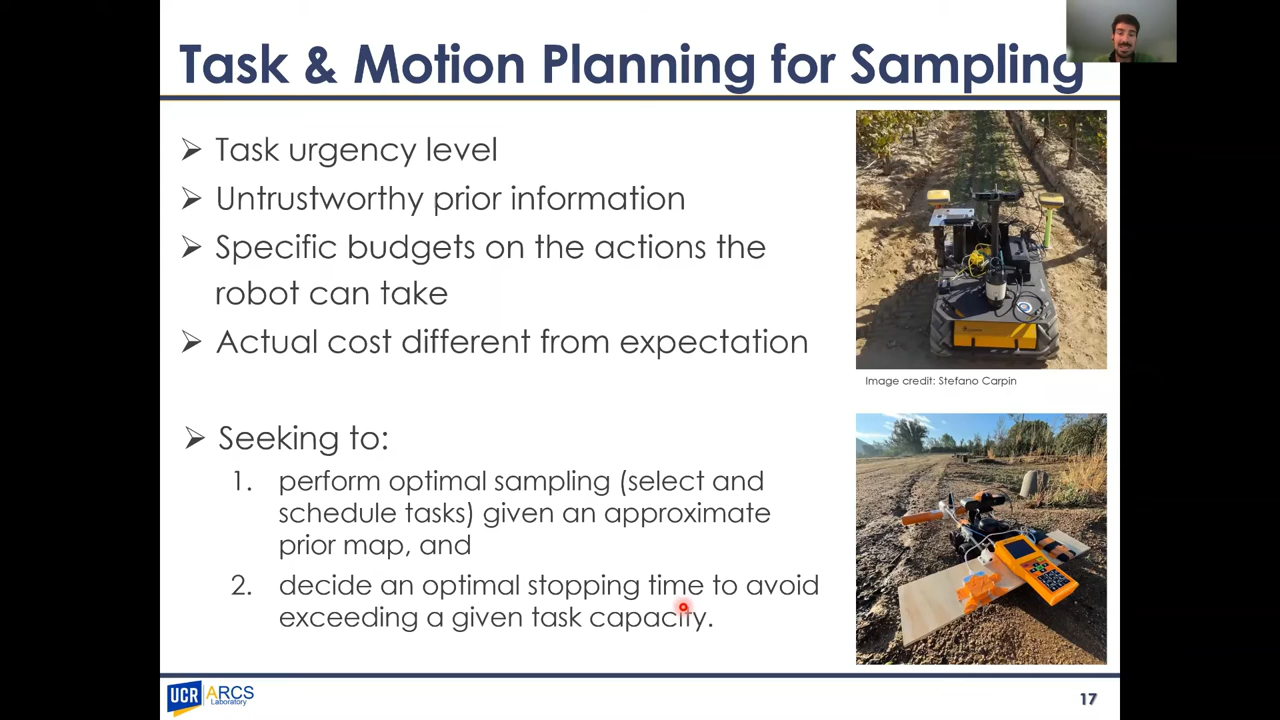 Task & Motion Planning for Sampling
➢ Task urgency level
➢ Untrustworthy prior information
➢ Specific budgets on the actions the
robot can take
➢ Actual cost different from expectation
Image credit: Stefano Carpin
➢ Seeking to:
1. perform optimal sampling (select and
schedule tasks) given an approximate
prior map, and
2. decide an optimal stopping time to avoid
exceeding a given task capacity.
UCR ARCS
Laboratory
17